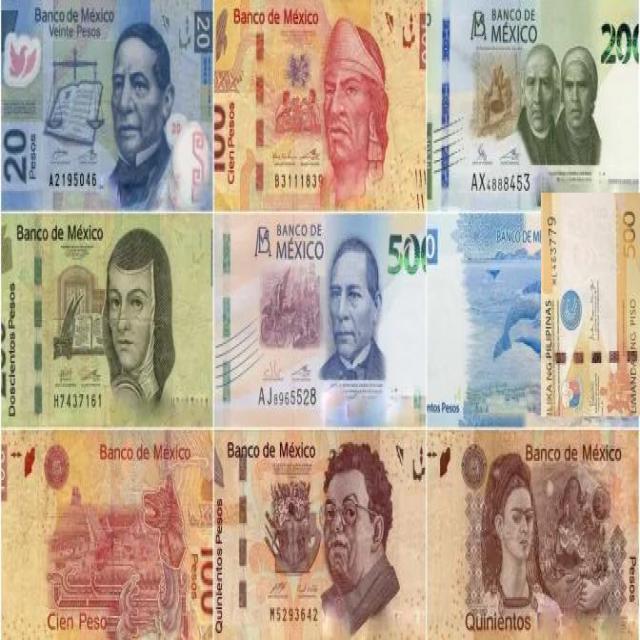 Banco de México
Veinte Pesos
20
20
Pesos
A2195046
Banco de México
100
Cien Pesos
B3111839
BANCO DE
MÉXICO
200
AX4888453
Banco de México
Doscientos Pesos
H7437161
BANCO DE
MÉXICO
500
AJ8965528
BANCO DE MÉ
ntos Pesos
LIKA NG PILIPINAS
500
PISO
Banco de México
Cien Peso
100
Pesos
Banco de México
Quinientos Pesos
M5293642
Banco de México
Quinientos
Pesos